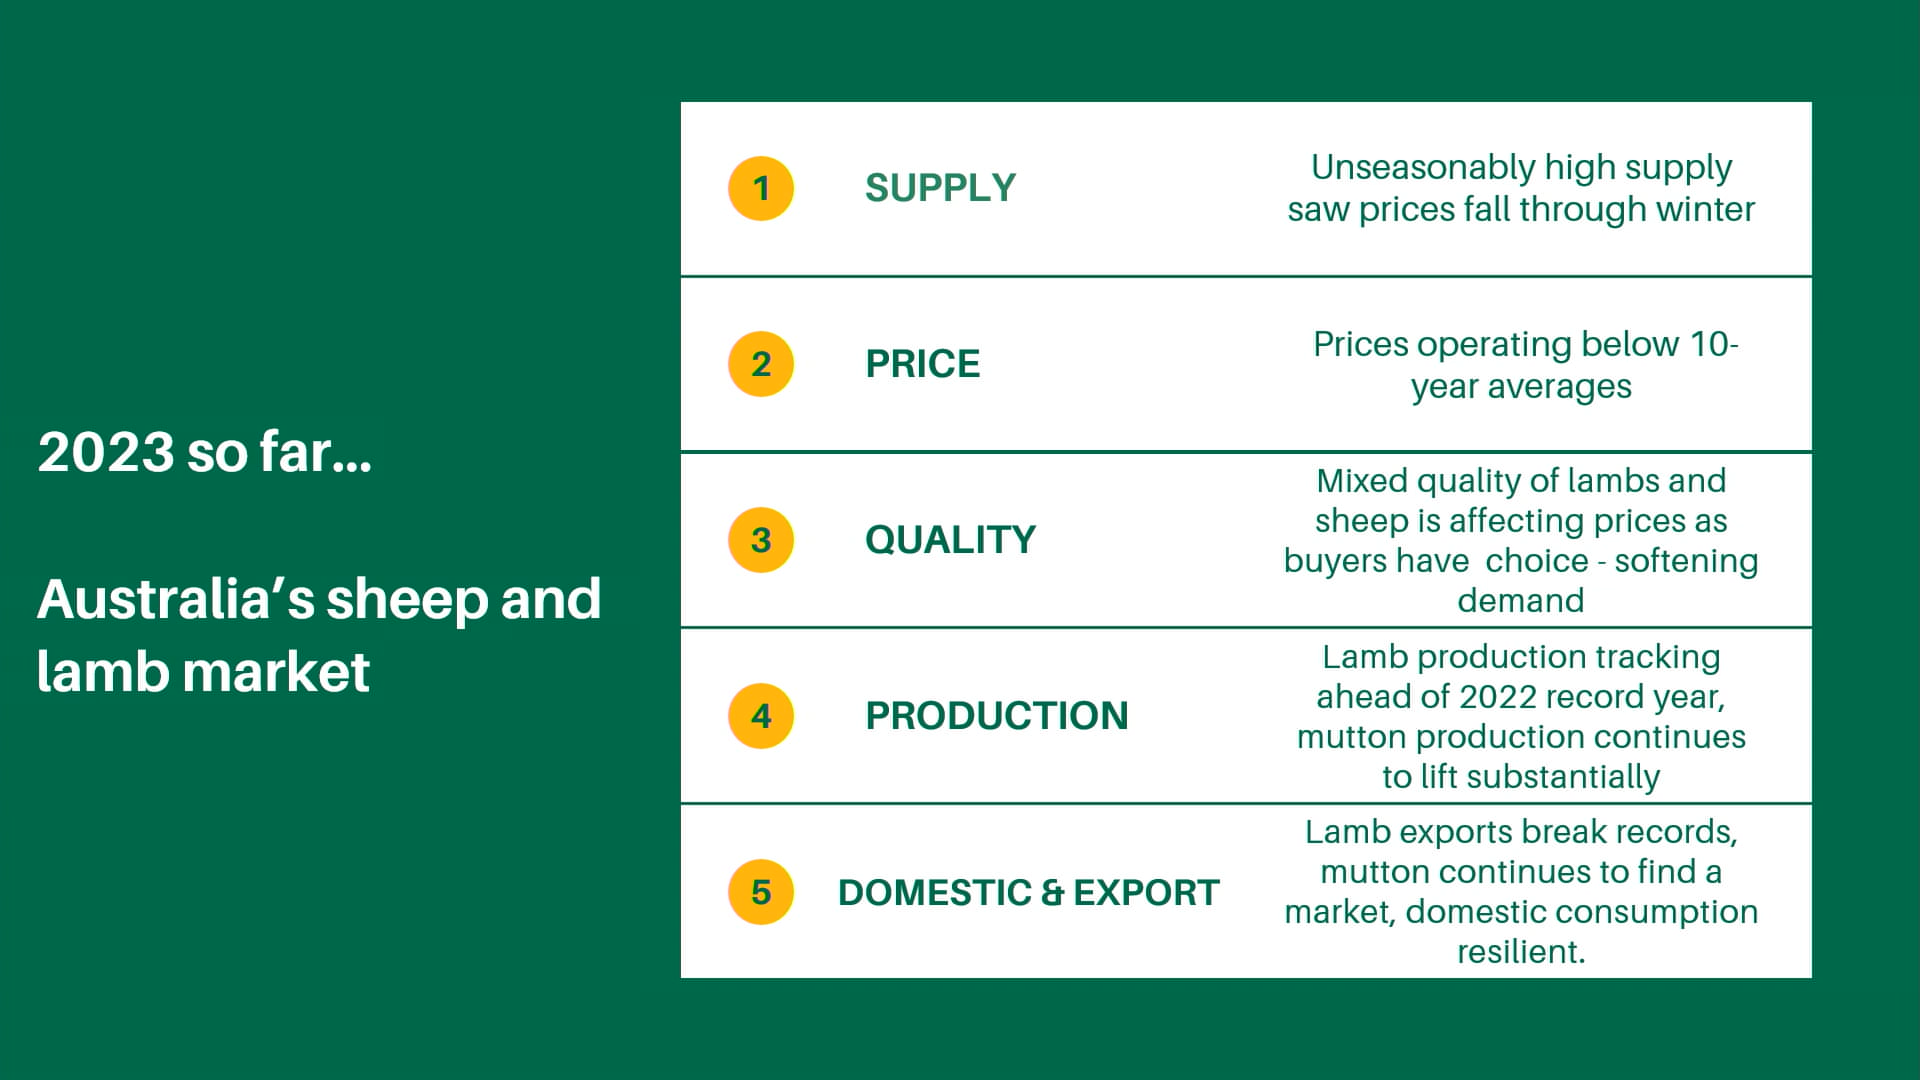 2023 so far...
Australia’s sheep and
lamb market
1
SUPPLY
Unseasonably high supply
saw prices fall through winter
2
PRICE
Prices operating below 10-
year averages
3
QUALITY
Mixed quality of lambs and
sheep is affecting prices as
buyers have  choice - softening
demand
4
PRODUCTION
Lamb production tracking
ahead of 2022 record year,
mutton production continues
to lift substantially
5
DOMESTIC & EXPORT
Lamb exports break records,
mutton continues to find a
market, domestic consumption
resilient.